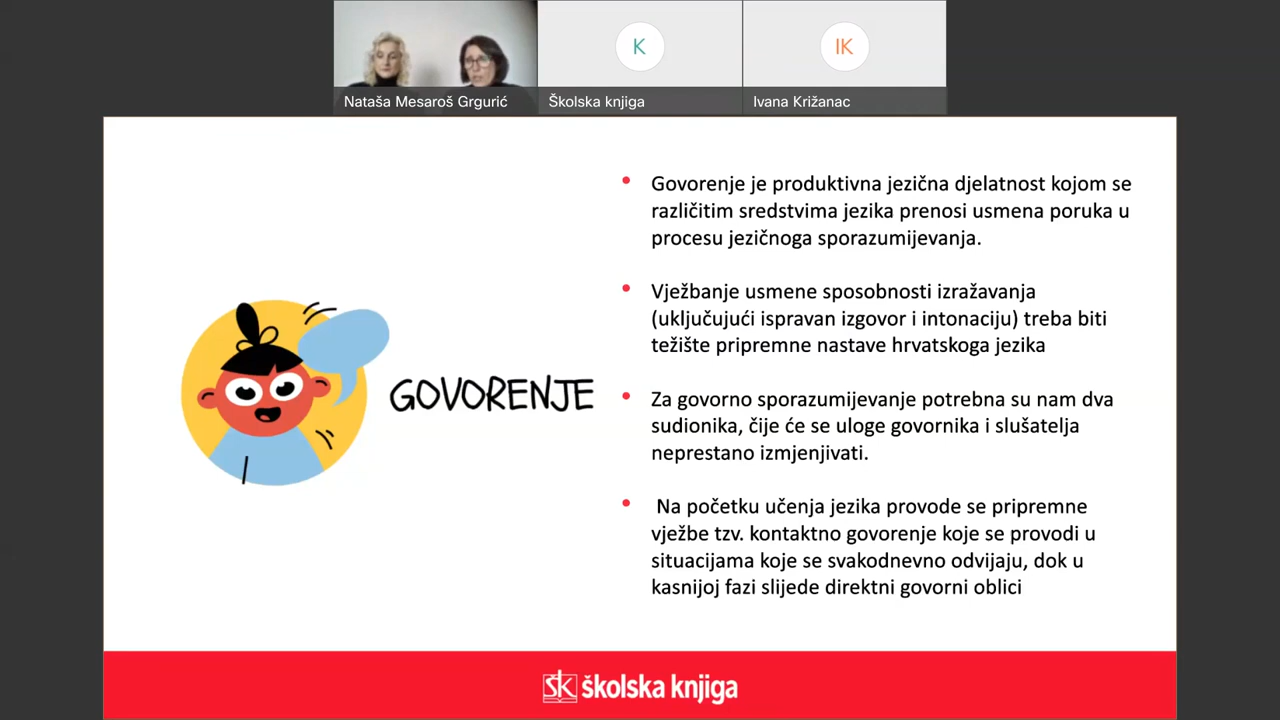 Nataša Mesaroš Grgurić
K
Školska knjiga
IK
Ivana Križanac
GOVORENJE
• Govorenje je produktivna jezična djelatnost kojom se
različitim sredstvima jezika prenosi usmena poruka u
procesu jezičnoga sporazumijevanja.
• Vježbanje usmene sposobnosti izražavanja
(uključujući ispravan izgovor i intonaciju) treba biti
težište pripremne nastave hrvatskoga jezika
• Za govorno sporazumijevanje potrebna su nam dva
sudionika, čije će se uloge govornika i slušatelja
neprestano izmjenjivati.
• Na početku učenja jezika provode se pripremne
vježbe tzv. kontaktno govorenje koje se provodi u
situacijama koje se svakodnevno odvijaju, dok u
kasnijoj fazi slijede direktni govorni oblici
šk školska knjiga